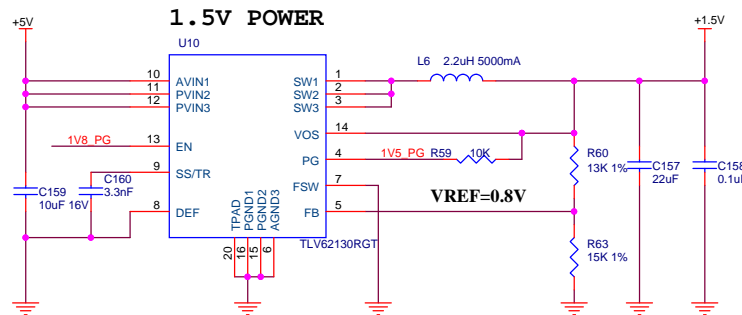 1.5V POWER
+5V
+1.5V
U10
L6 2.2uH 5000mA
10 AVIN1 SW1 1
11 PVIN2 SW2 2
12 PVIN3 SW3 3
VOS 14
1V8_PG 13 EN
PG 4 1V5_PG R59 10K
9 SS/TR
R60
13K 1%
C160
3.3nF
FSW 7
C159
10uF 16V
C157
22uF
C158
0.1uF
VREF=0.8V
8 DEF FB 5
TPAD PGND1 PGND2 AGND3
20 16 15 6
TLV62130RGT
R63
15K 1%